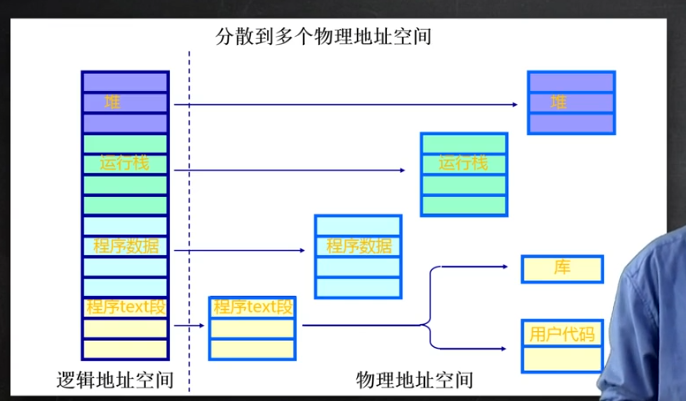 分散到多个物理地址空间
堆
堆
运行栈
运行栈
程序数据
程序数据
库
程序text段
程序text段
用户代码
逻辑地址空间
物理地址空间